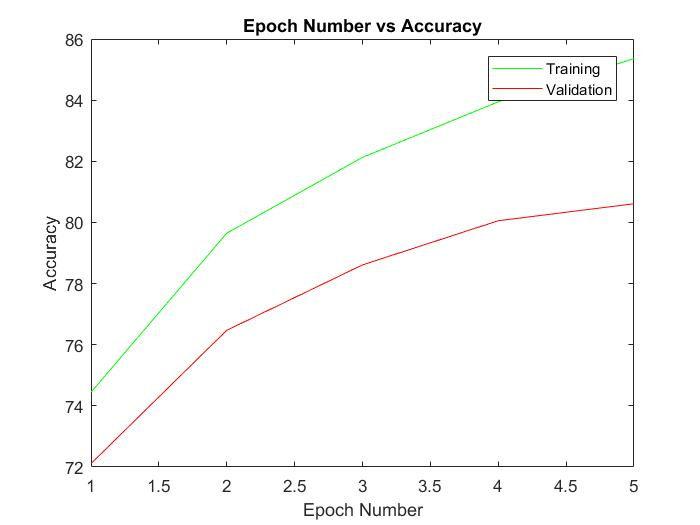 Epoch Number vs Accuracy
86
84
82
80
78
76
74
72
Accuracy
Training
Validation
1 1.5 2 2.5 3 3.5 4 4.5 5
Epoch Number